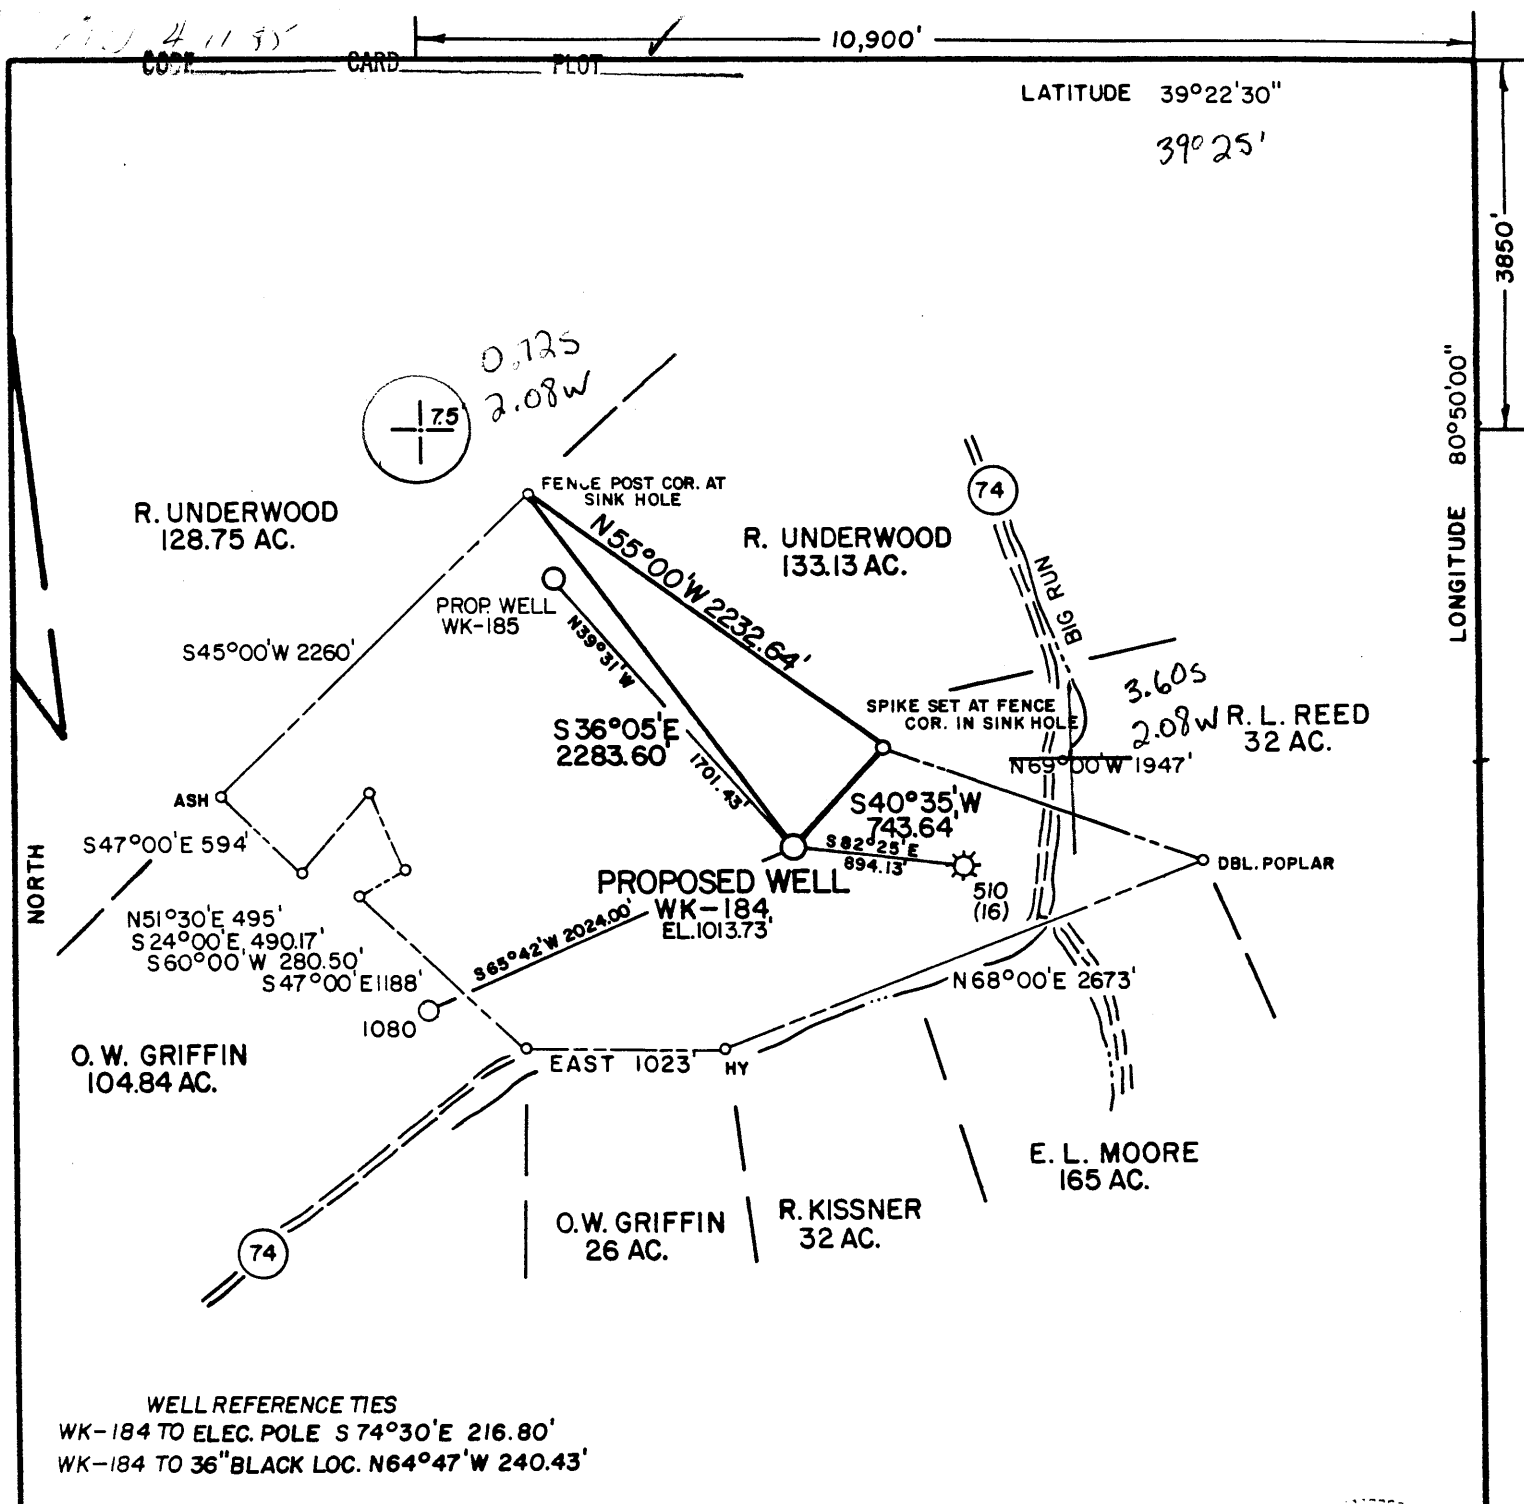 4 11 85
CODE CARD PLOT
10,900'
LATITUDE 39°22'30"
39° 25'
3850'
LONGITUDE 80°50'00"
0.72S
2.08W
7.5'
FENCE POST COR. AT
SINK HOLE
R. UNDERWOOD
128.75 AC.
N55°00'W 2232.64'
R. UNDERWOOD
133.13 AC.
74
BIG RUN
PROP. WELL
WK-185
N39°31'W
1701.43'
S45°00'W 2260'
S36°05'E
2283.60'
SPIKE SET AT FENCE
COR. IN SINK HOLE
3.60S
2.08W
R. L. REED
32 AC.
N69°00'W 1947'
ASH
S40°35'W
743.64'
S47°00'E 594'
S82°25'E
894.13'
DBL. POPLAR
PROPOSED WELL
WK-184
EL. 1013.73'
510
(16)
NORTH
N51°30'E 495'
S24°00'E 490.17'
S60°00'W 280.50'
S47°00'E 1188'
S65°42'W 2024.00'
N68°00'E 2673'
1080
O. W. GRIFFIN
104.84 AC.
EAST 1023'
HY
E. L. MOORE
165 AC.
O.W. GRIFFIN
26 AC.
R. KISSNER
32 AC.
74
WELL REFERENCE TIES
WK-184 TO ELEC. POLE S 74°30'E 216.80'
WK-184 TO 36" BLACK LOC. N64°47'W 240.43'